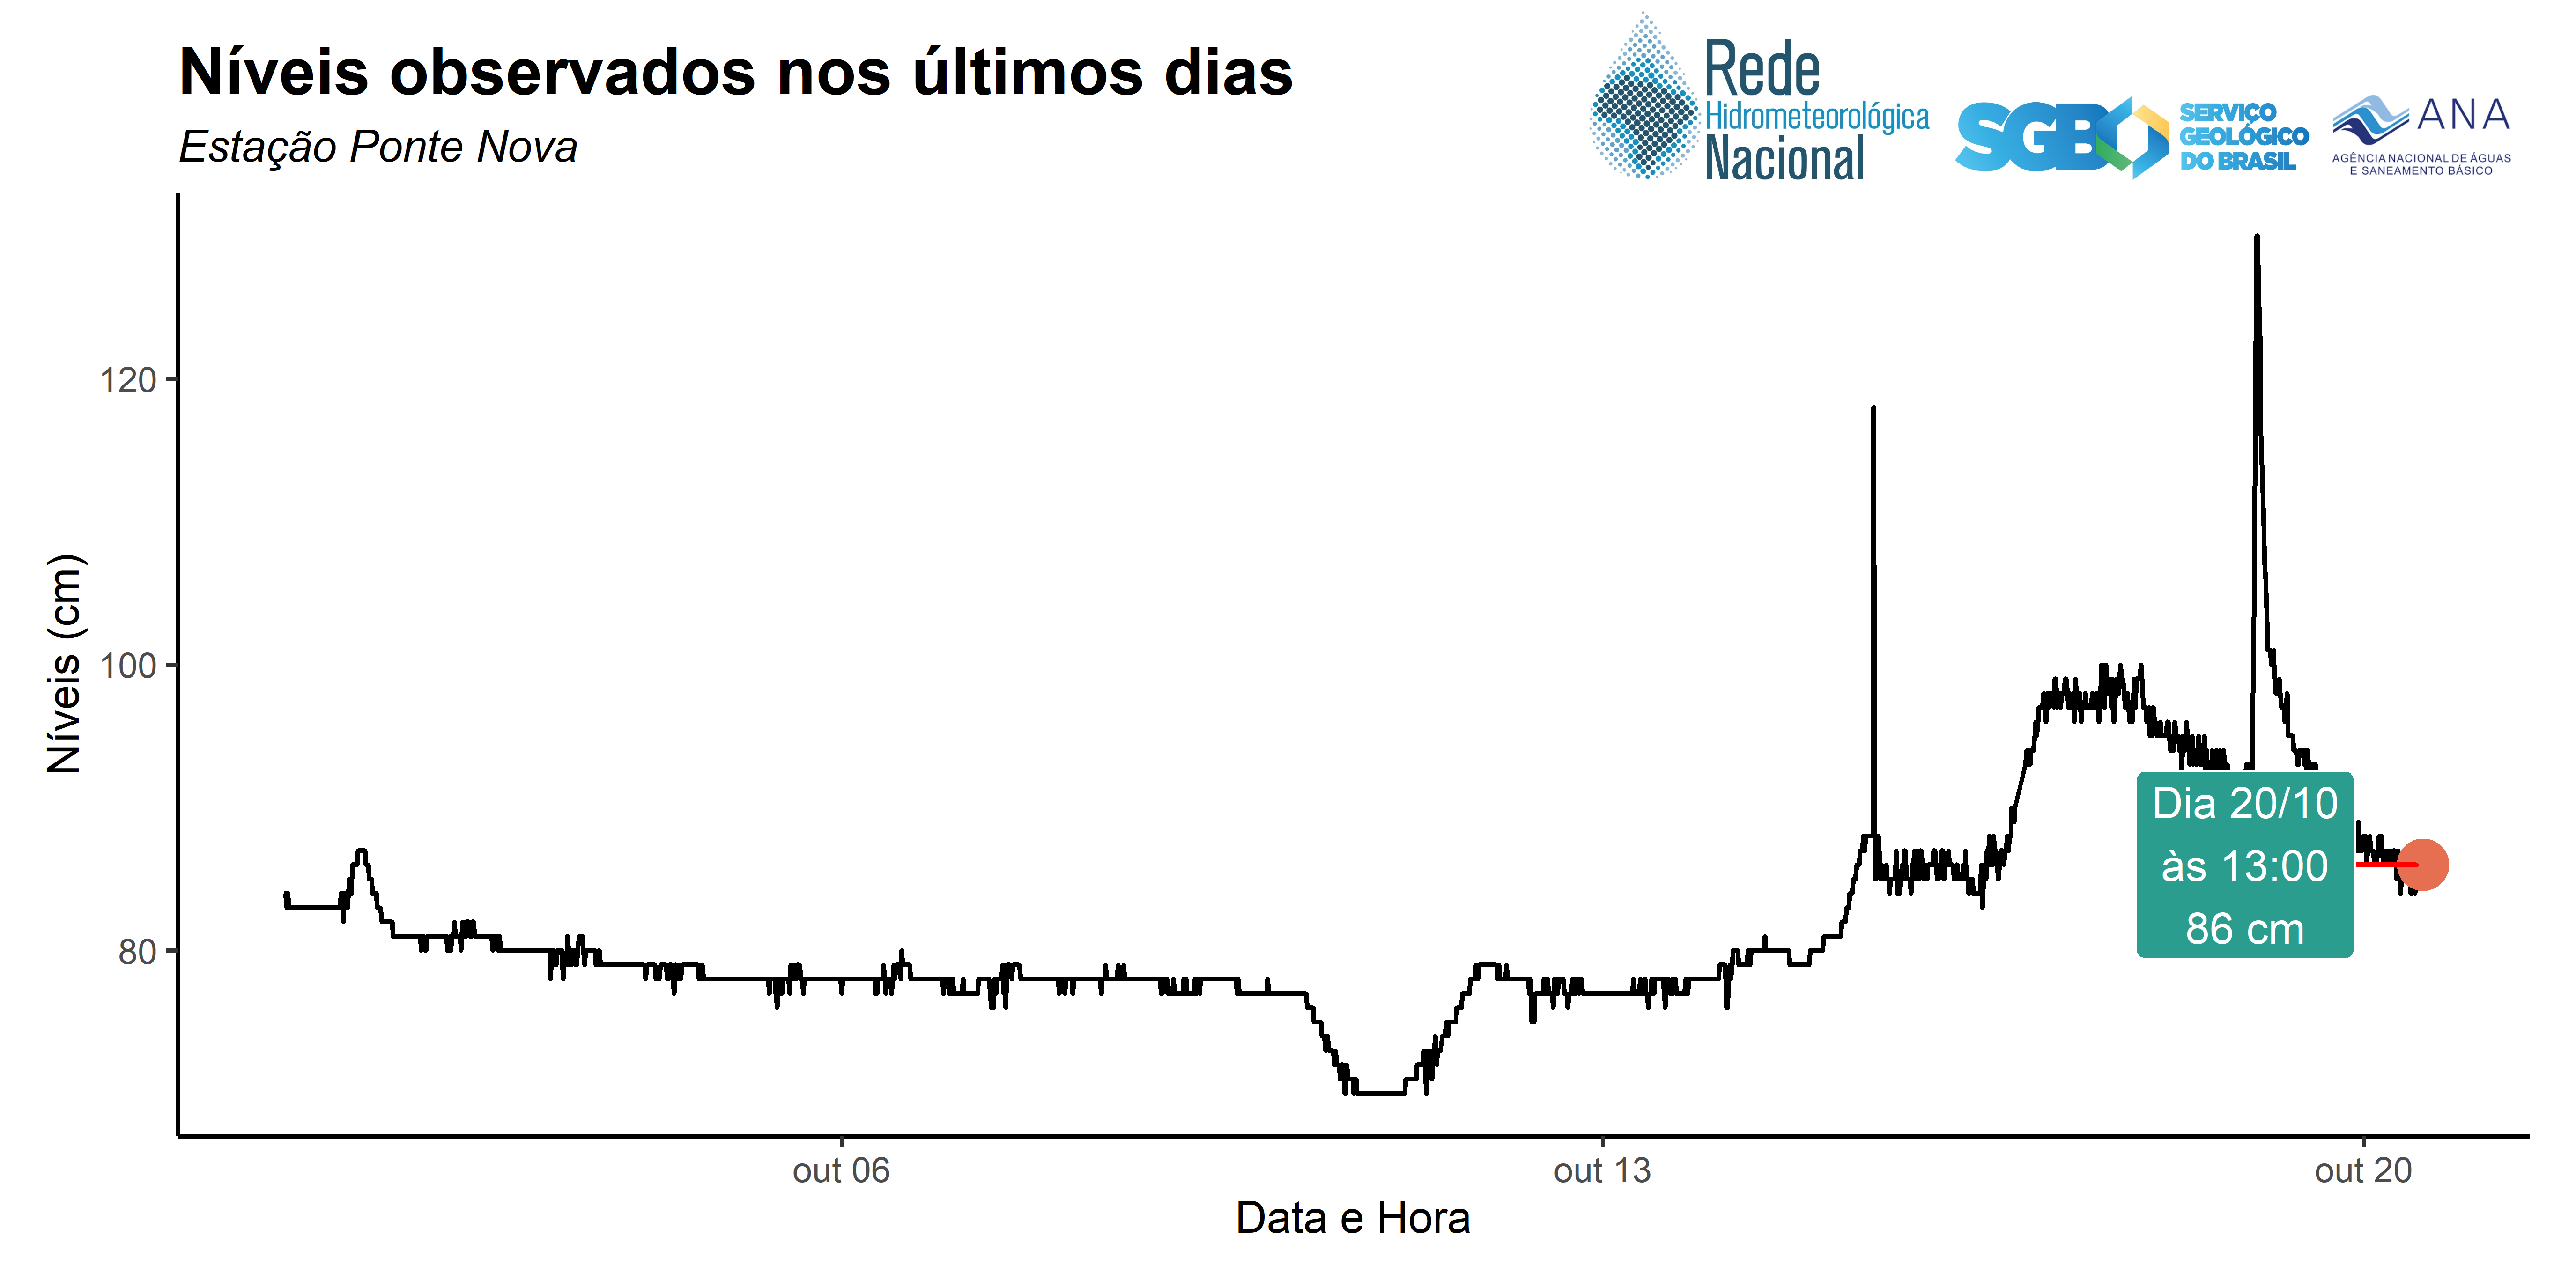 Níveis observados nos últimos dias
Estação Ponte Nova
Rede
Hidrometeorológica
Nacional
SGB
SERVIÇO
GEOLÓGICO
DO BRASIL
ANA
AGÊNCIA NACIONAL DE ÁGUAS
E SANEAMENTO BÁSICO
Níveis (cm)
120
100
80
Dia 20/10
às 13:00
86 cm
out 06
out 13
out 20
Data e Hora